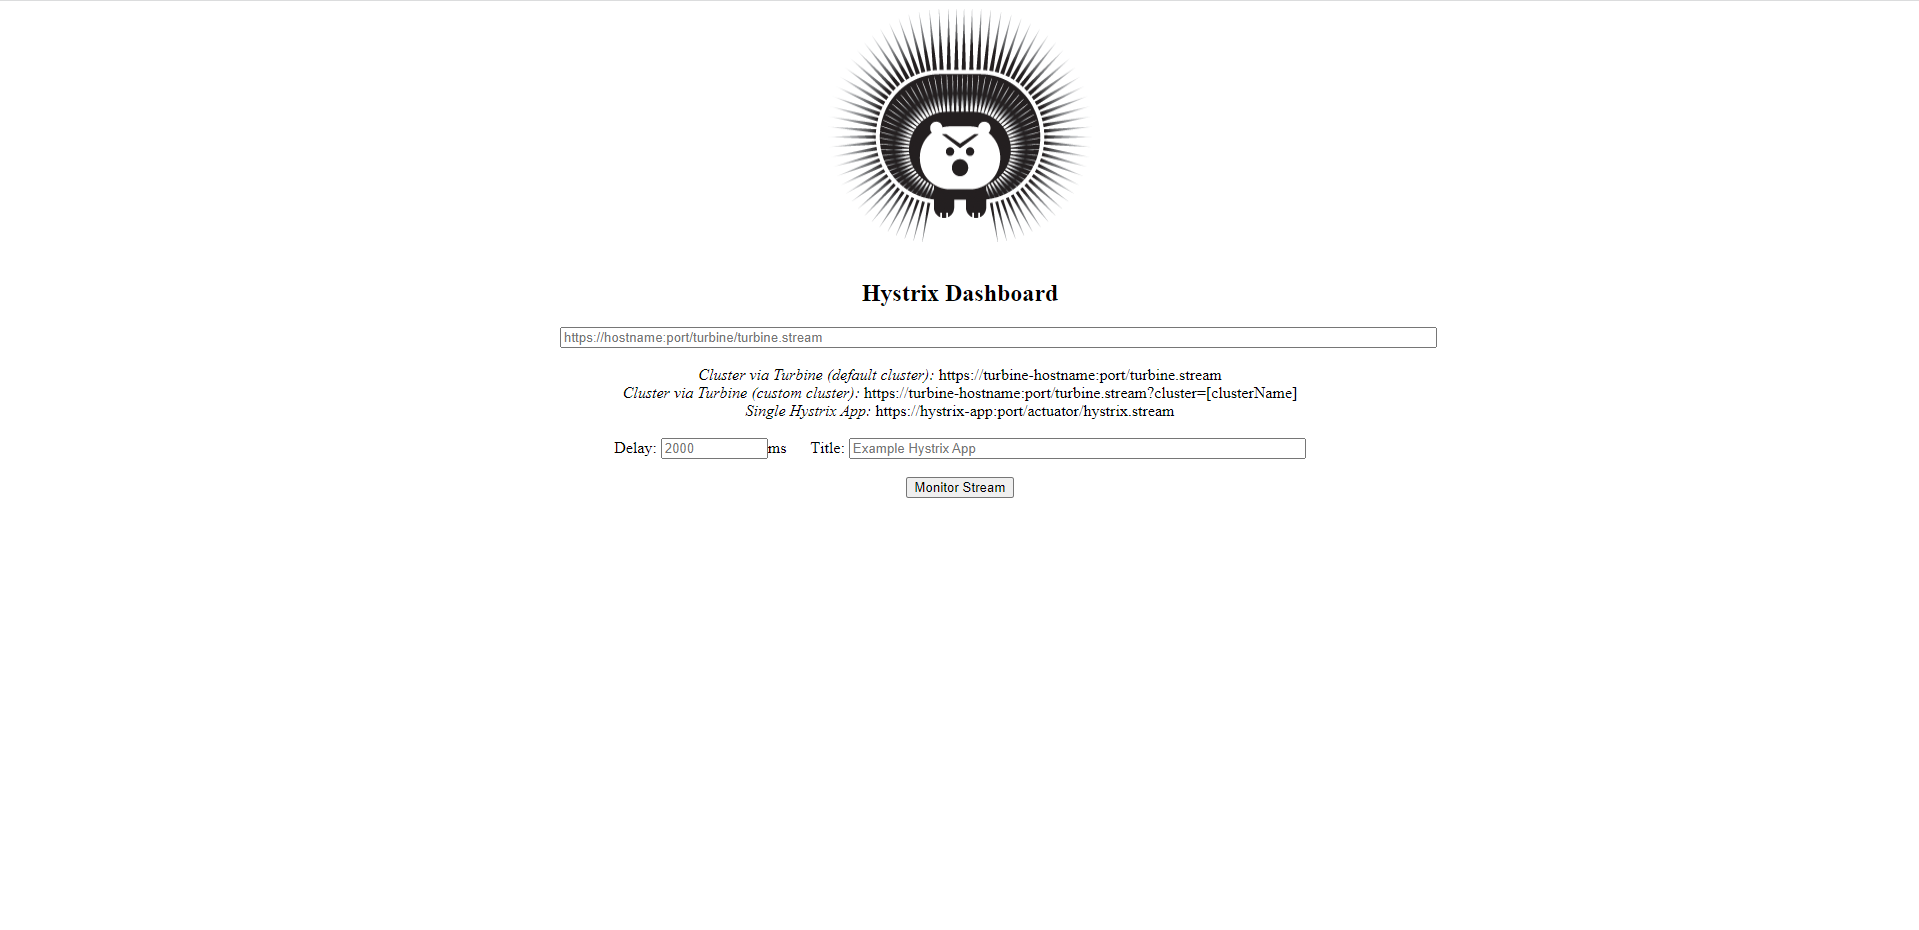 Hystrix Dashboard
https://hostname:port/turbine/turbine.stream
Cluster via Turbine (default cluster): https://turbine-hostname:port/turbine.stream
Cluster via Turbine (custom cluster): https://turbine-hostname:port/turbine.stream?cluster=[clusterName]
Single Hystrix App: https://hystrix-app:port/actuator/hystrix.stream
Delay: 2000 ms Title: Example Hystrix App
Monitor Stream